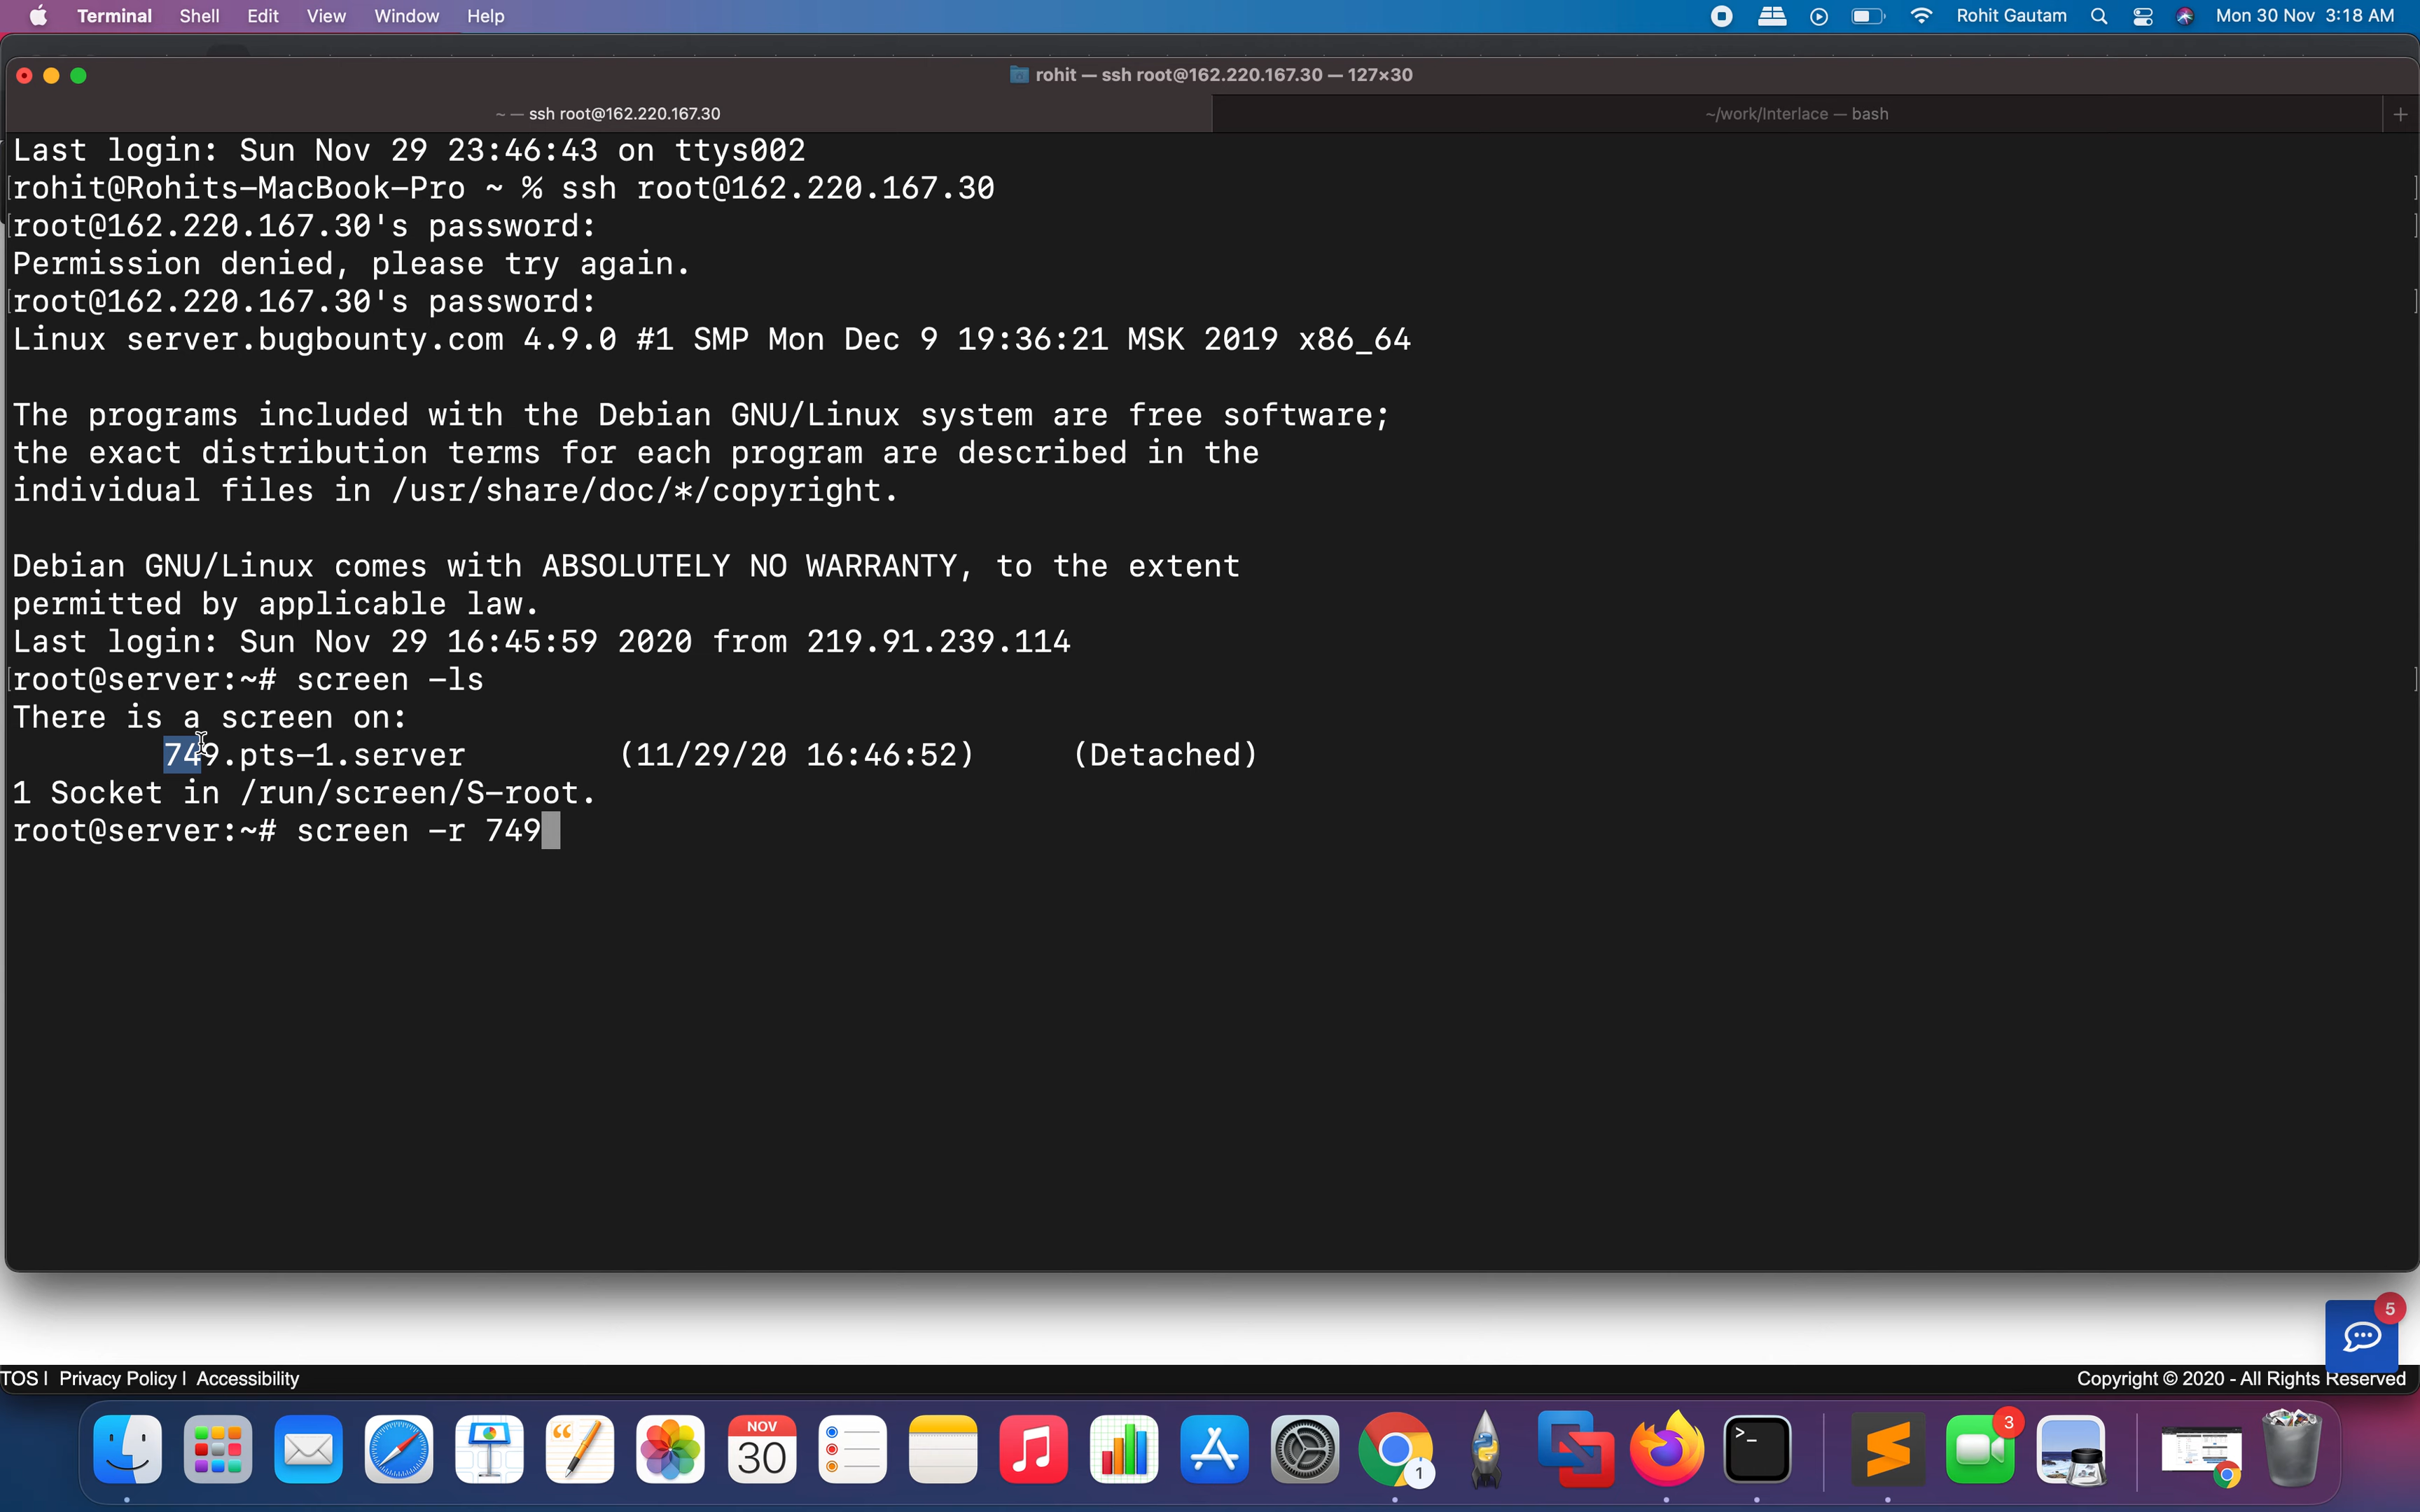 Terminal Shell Edit View Window Help Rohit Gautam Mon 30 Nov 3:18 AM
rohit — ssh root@162.220.167.30 — 127×30
~ — ssh root@162.220.167.30 ~/work/Interlace — bash
Last login: Sun Nov 29 23:46:43 on ttys002
rohit@Rohits-MacBook-Pro ~ % ssh root@162.220.167.30
root@162.220.167.30's password:
Permission denied, please try again.
root@162.220.167.30's password:
Linux server.bugbounty.com 4.9.0 #1 SMP Mon Dec 9 19:36:21 MSK 2019 x86_64
The programs included with the Debian GNU/Linux system are free software;
the exact distribution terms for each program are described in the
individual files in /usr/share/doc/*/copyright.
Debian GNU/Linux comes with ABSOLUTELY NO WARRANTY, to the extent
permitted by applicable law.
Last login: Sun Nov 29 16:45:59 2020 from 219.91.239.114
root@server:~# screen -ls
There is a screen on:
749.pts-1.server (11/29/20 16:46:52) (Detached)
1 Socket in /run/screen/S-root.
root@server:~# screen -r 749
5
TOS | Privacy Policy | Accessibility Copyright © 2020 - All Rights Reserved
NOV
30
1
>_
3